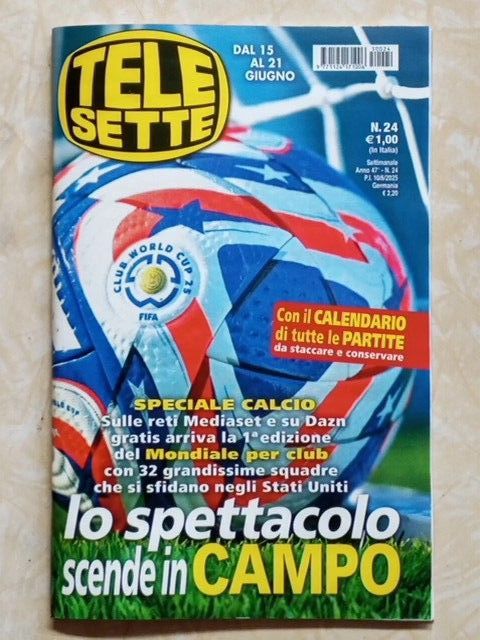 TELE
SETTE
DAL 15
AL 21
GIUGNO
N.24
€1,00
(In Italia)
Settimanale
Anno 47° - N. 24
P.I. 10/6/2025
Germania
€ 2,20
CLUB WORLD CUP 25
FIFA
Con il CALENDARIO
di tutte le PARTITE
da staccare e conservare
SPECIALE CALCIO
Sulle reti Mediaset e su Dazn
gratis arriva la 1ª edizione
del Mondiale per club
con 32 grandissime squadre
che si sfidano negli Stati Uniti
lo spettacolo
scende in CAMPO